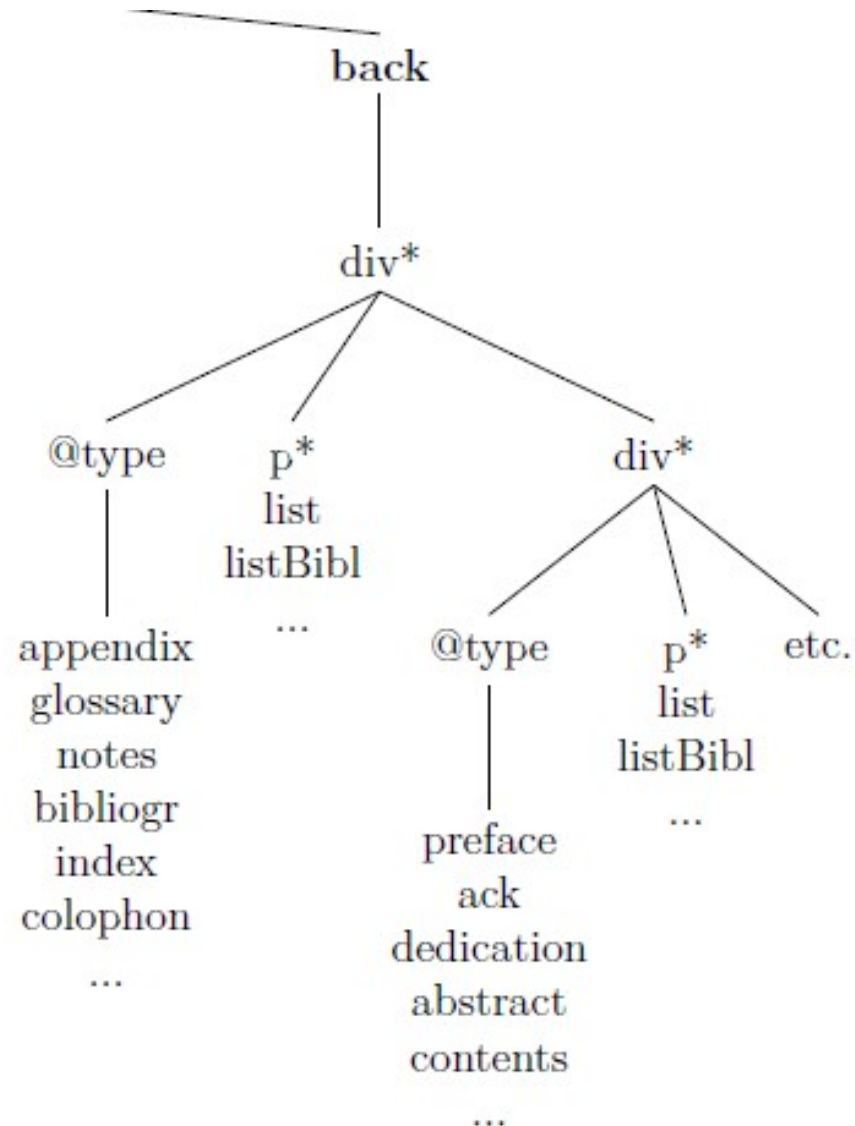 back
div*
@type
p*
list
listBibl
...
div*
appendix
glossary
notes
bibliogr
index
colophon
...
@type
p*
list
listBibl
...
etc.
preface
ack
dedication
abstract
contents
...